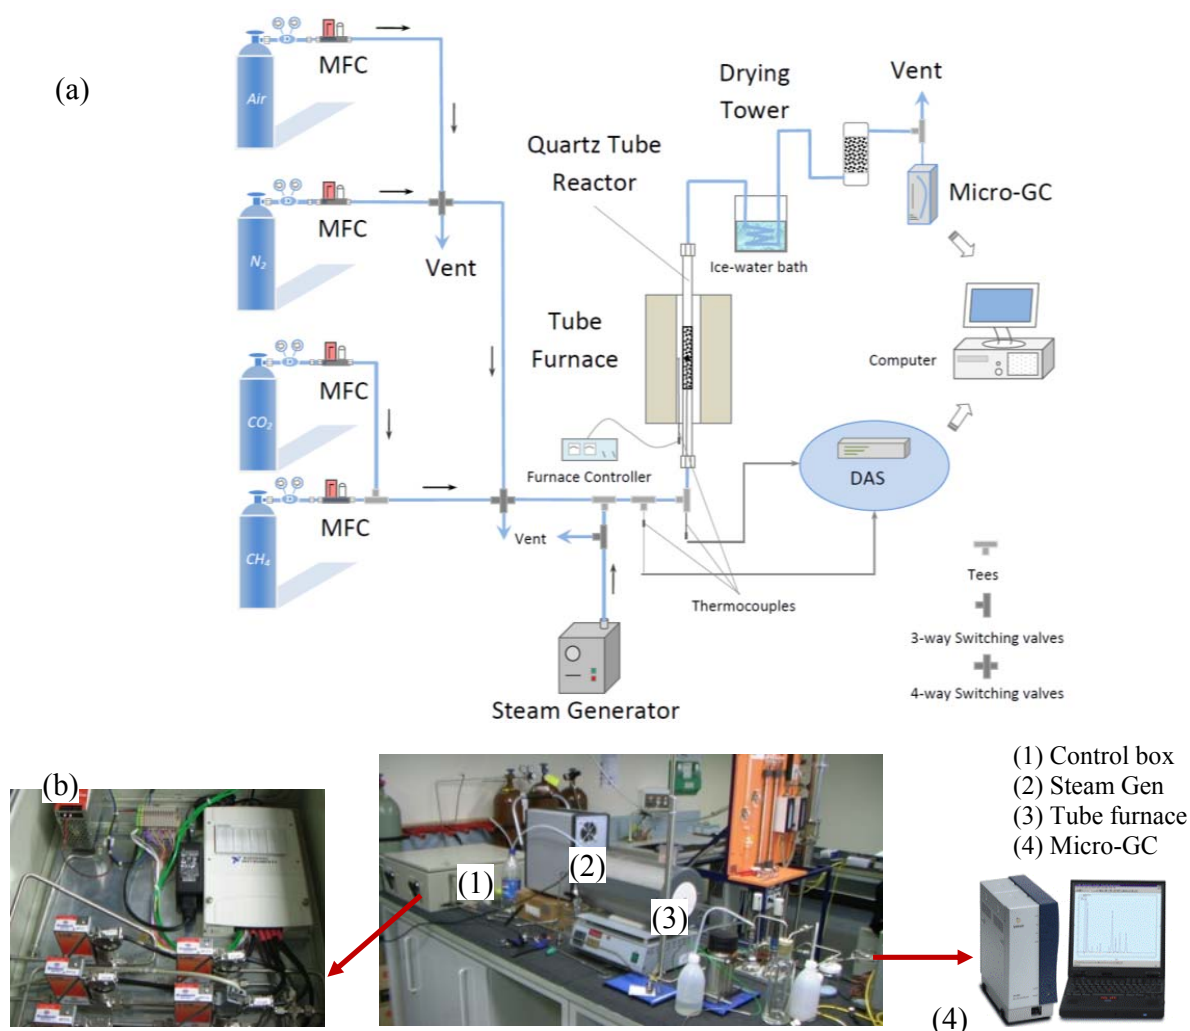 (a)
Air
MFC
N₂
MFC
Vent
CO₂
MFC
CH₄
MFC
Vent
Steam Generator
Furnace Controller
Thermocouples
Tube
Furnace
Quartz Tube
Reactor
Ice-water bath
Drying
Tower
Vent
Micro-GC
Computer
DAS
Tees
3-way Switching valves
4-way Switching valves
(b)
(1)
(2)
(3)
(1) Control box
(2) Steam Gen
(3) Tube furnace
(4) Micro-GC
(4)